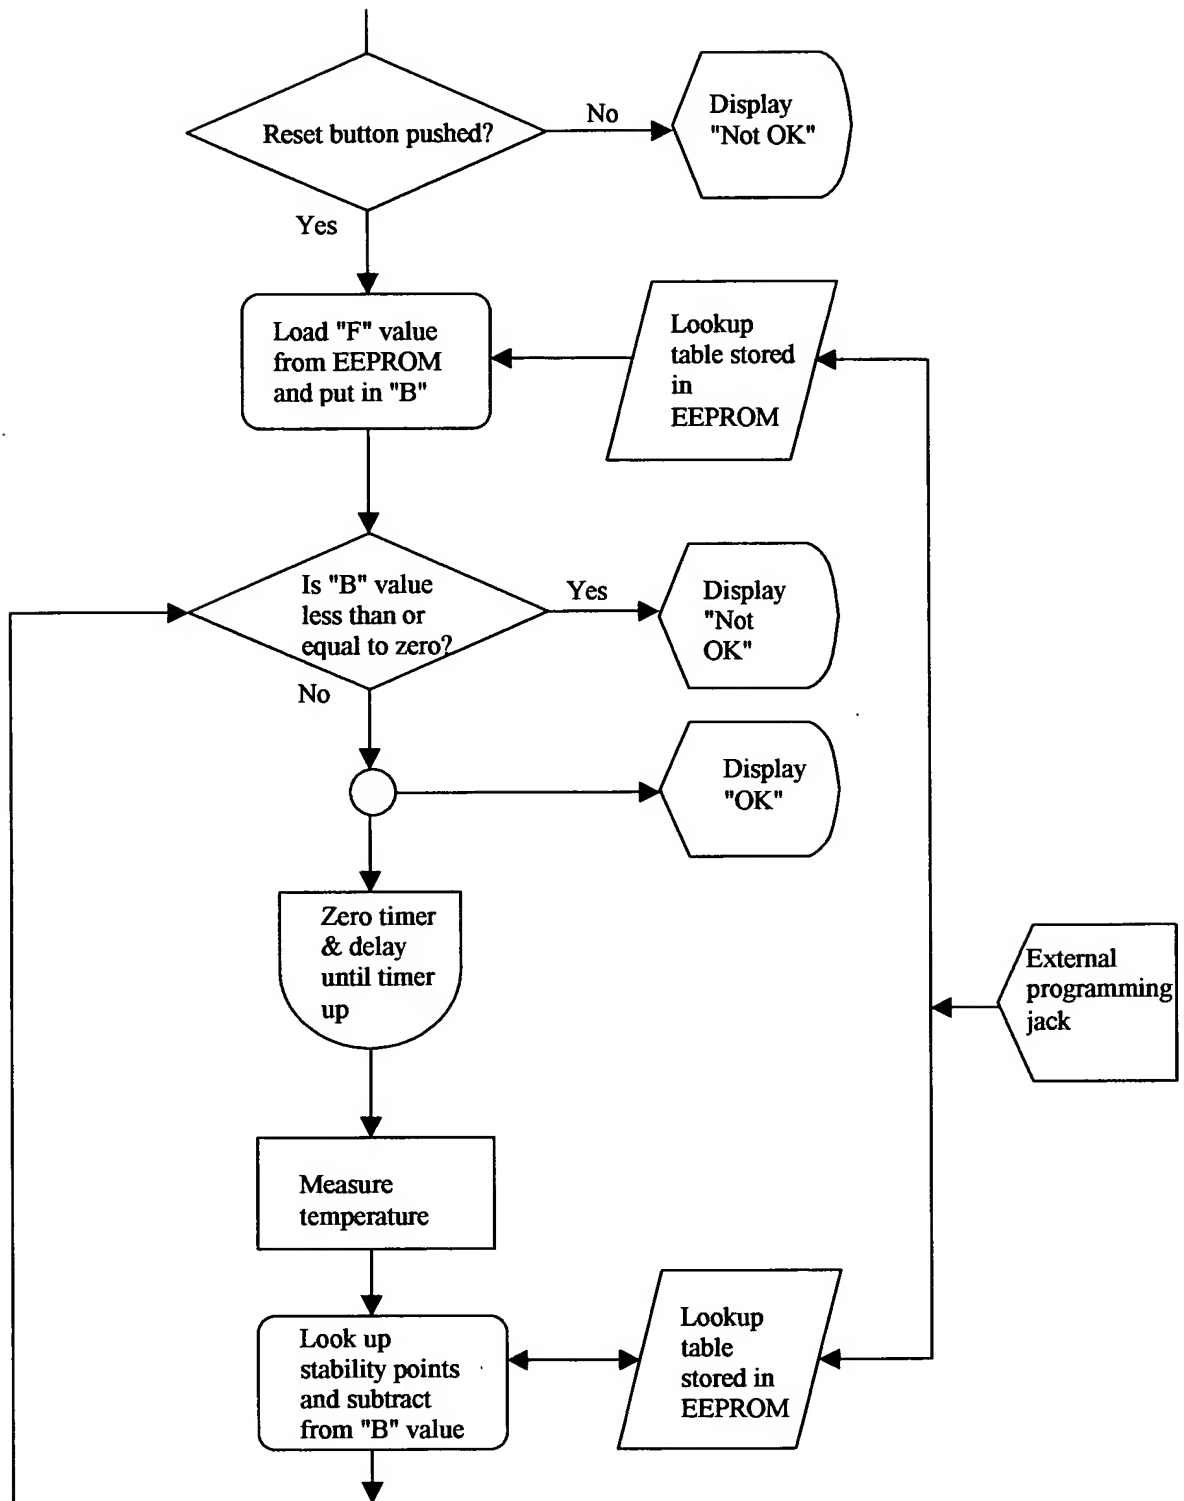 Reset button pushed?
No
Display
"Not OK"
Yes
Load "F" value
from EEPROM
and put in "B"
Lookup
table stored
in
EEPROM
Is "B" value
less than or
equal to zero?
Yes
Display
"Not
OK"
No
Display
"OK"
Zero timer
& delay
until timer
up
External
programming
jack
Measure
temperature
Look up
stability points
and subtract
from "B" value
Lookup
table
stored in
EEPROM